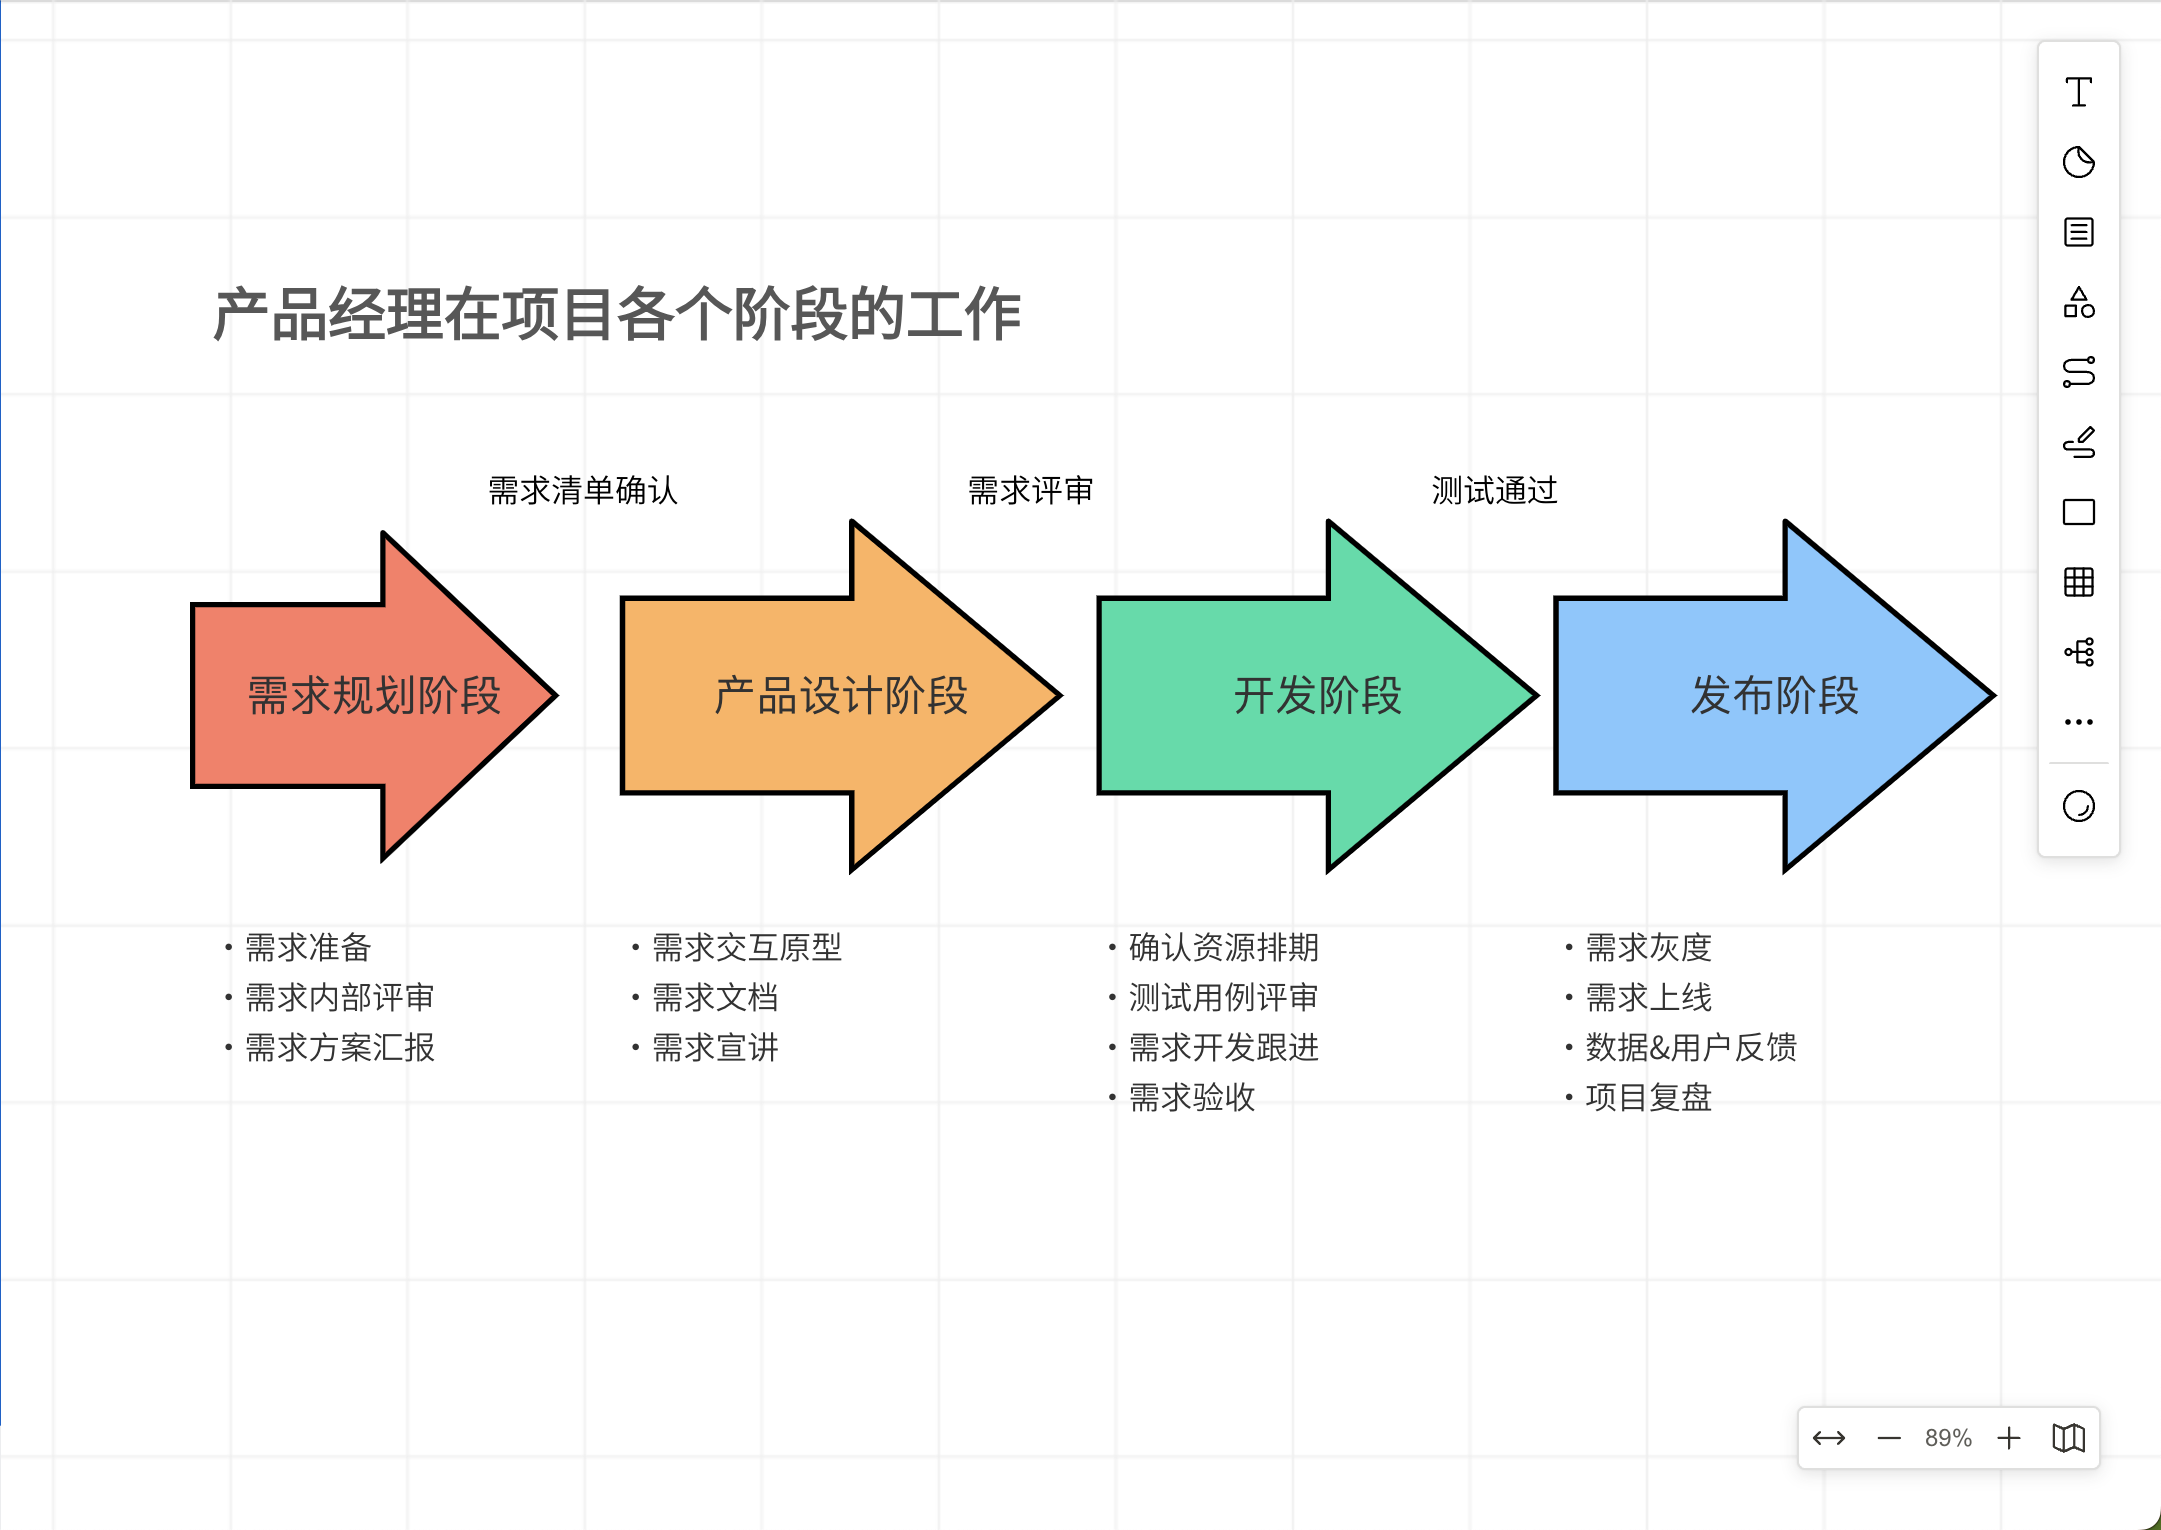 产品经理在项目各个阶段的工作
需求清单确认
需求评审
测试通过
需求规划阶段
产品设计阶段
开发阶段
发布阶段
• 需求准备
• 需求内部评审
• 需求方案汇报
• 需求交互原型
• 需求文档
• 需求宣讲
• 确认资源排期
• 测试用例评审
• 需求开发跟进
• 需求验收
• 需求灰度
• 需求上线
• 数据&用户反馈
• 项目复盘
89%